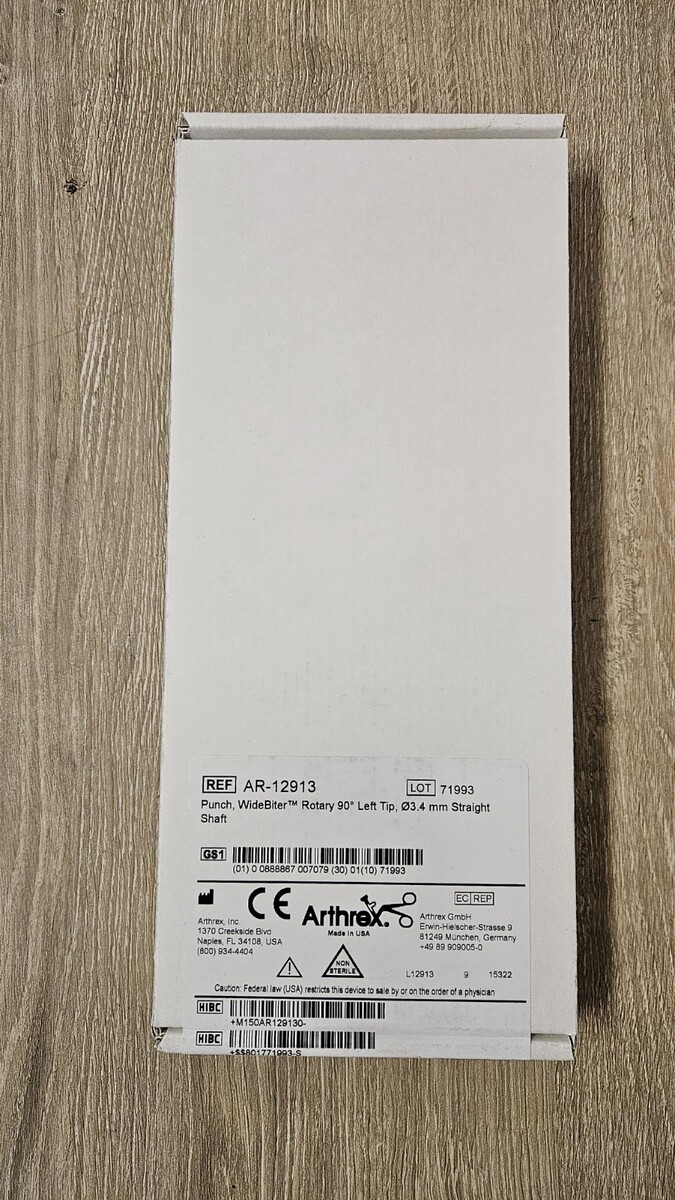 REF AR-12913 LOT 71993
Punch, WideBiter™ Rotary 90° Left Tip, Ø3.4 mm Straight
Shaft
GS1
(01) 0 0888867 007079 (30) 01(10) 71993
CE
Arthrex.
Made in USA
Arthrex, Inc.
1370 Creekside Blvd
Naples, FL 34108, USA
(800) 934-4404
EC REP
Arthrex GmbH
Erwin-Hielscher-Strasse 9
81249 München, Germany
+49 89 909005-0
NON
STERILE
L12913 9 15322
Caution: Federal law (USA) restricts this device to sale by or on the order of a physician
HIBC
+M150AR129130-
HIBC
+$$801771993-S